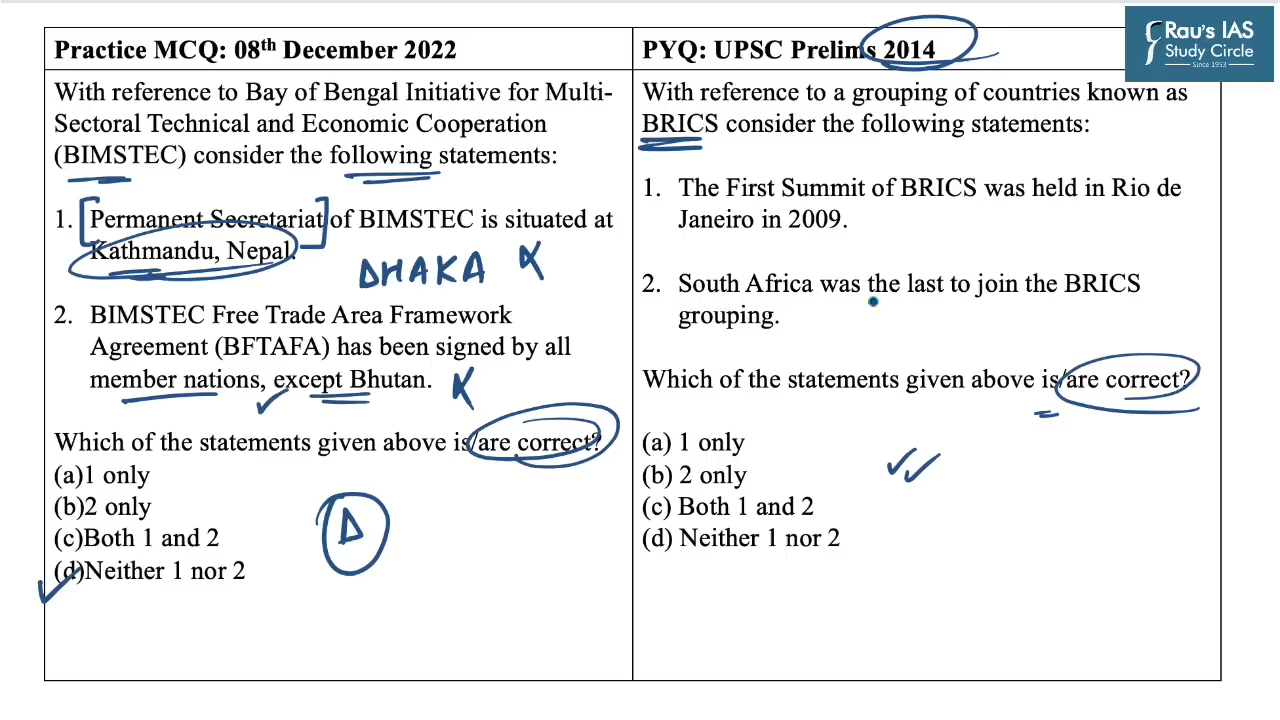 Rau's IAS
Study Circle
Since 1953
Practice MCQ: 08th December 2022
With reference to Bay of Bengal Initiative for Multi-
Sectoral Technical and Economic Cooperation
(BIMSTEC) consider the following statements:
1. Permanent Secretariat of BIMSTEC is situated at
Kathmandu, Nepal.
DHAKA
2. BIMSTEC Free Trade Area Framework
Agreement (BFTAFA) has been signed by all
member nations, except Bhutan.
Which of the statements given above is/are correct?
(a)1 only
(b)2 only
(c)Both 1 and 2
(d)Neither 1 nor 2
D
PYQ: UPSC Prelims 2014
With reference to a grouping of countries known as
BRICS consider the following statements:
1. The First Summit of BRICS was held in Rio de
Janeiro in 2009.
2. South Africa was the last to join the BRICS
grouping.
Which of the statements given above is/are correct?
(a) 1 only
(b) 2 only
(c) Both 1 and 2
(d) Neither 1 nor 2